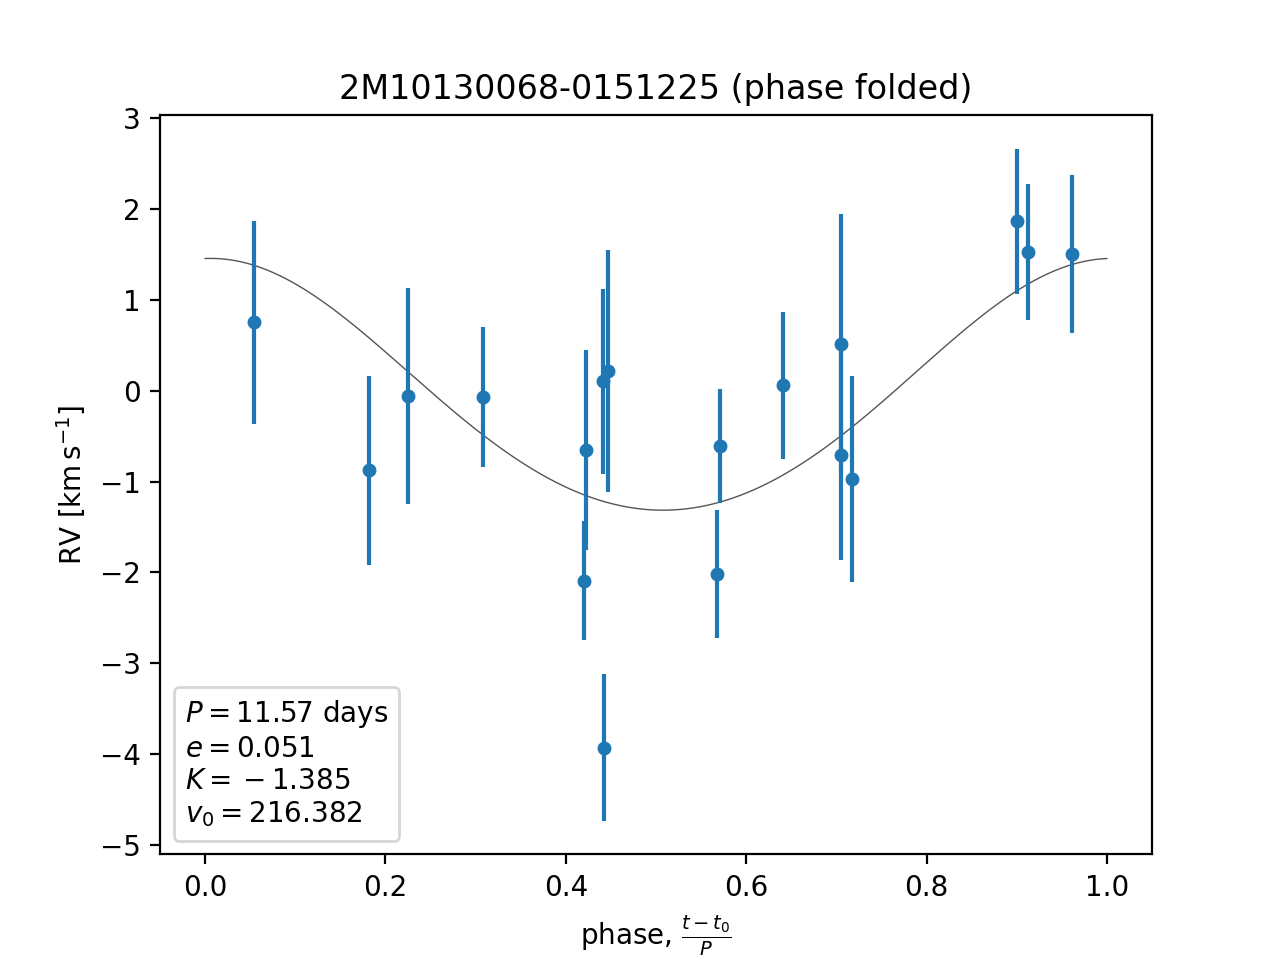 2M10130068-0151225 (phase folded)
RV [km s⁻¹]
3
2
1
0
−1
−2
−3
−4
−5
P = 11.57 days
e = 0.051
K = −1.385
v₀ = 216.382
0.0 0.2 0.4 0.6 0.8 1.0
phase, (t − t₀)/P